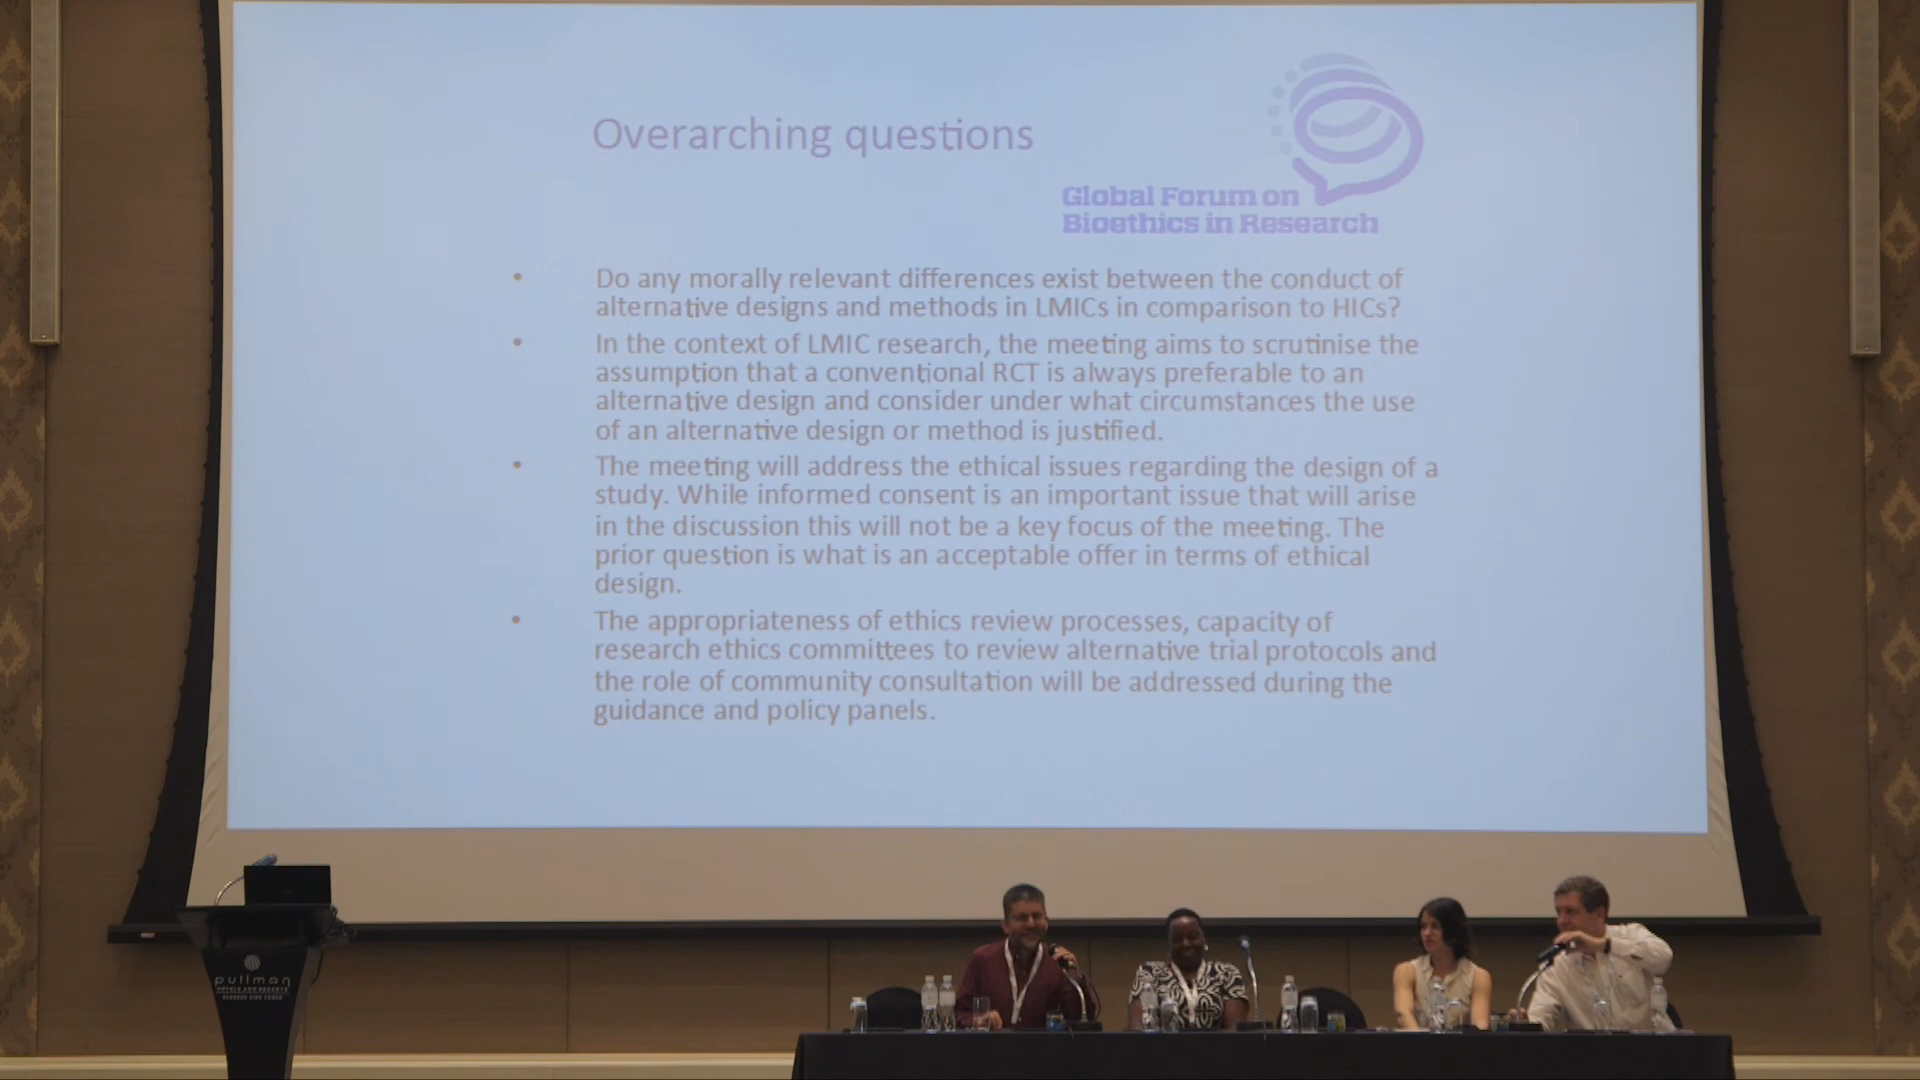 Overarching questions
Global Forum on
Bioethics in Research
• Do any morally relevant differences exist between the conduct of
alternative designs and methods in LMICs in comparison to HICs?
• In the context of LMIC research, the meeting aims to scrutinise the
assumption that a conventional RCT is always preferable to an
alternative design and consider under what circumstances the use
of an alternative design or method is justified.
• The meeting will address the ethical issues regarding the design of a
study. While informed consent is an important issue that will arise
in the discussion this will not be a key focus of the meeting. The
prior question is what is an acceptable offer in terms of ethical
design.
• The appropriateness of ethics review processes, capacity of
research ethics committees to review alternative trial protocols and
the role of community consultation will be addressed during the
guidance and policy panels.
pullman
HOTELS AND RESORTS